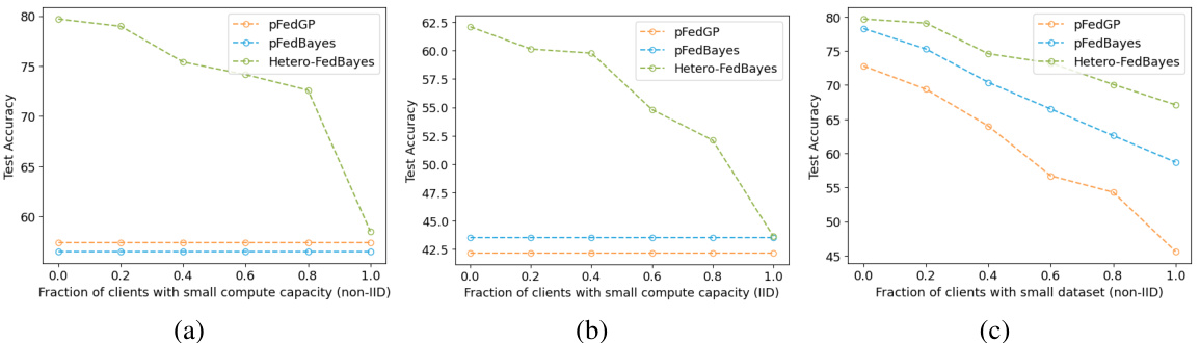 80
75
70
65
60
Test Accuracy
0.0 0.2 0.4 0.6 0.8 1.0
Fraction of clients with small compute capacity (non-IID)
pFedGP
pFedBayes
Hetero-FedBayes
(a)
62.5
60.0
57.5
55.0
52.5
50.0
47.5
45.0
42.5
Test Accuracy
0.0 0.2 0.4 0.6 0.8 1.0
Fraction of clients with small compute capacity (IID)
pFedGP
pFedBayes
Hetero-FedBayes
(b)
80
75
70
65
60
55
50
45
Test Accuracy
0.0 0.2 0.4 0.6 0.8 1.0
Fraction of clients with small dataset (non-IID)
pFedGP
pFedBayes
Hetero-FedBayes
(c)